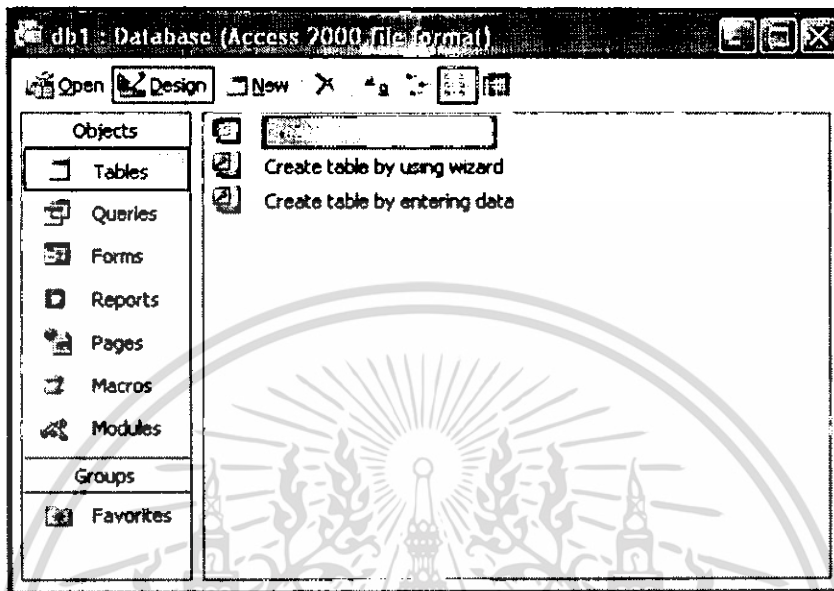 db1 : Database (Access 2000 file format)
Open Design New
Objects
Tables
Queries
Forms
Reports
Pages
Macros
Modules
Groups
Favorites
Create table by using wizard
Create table by entering data